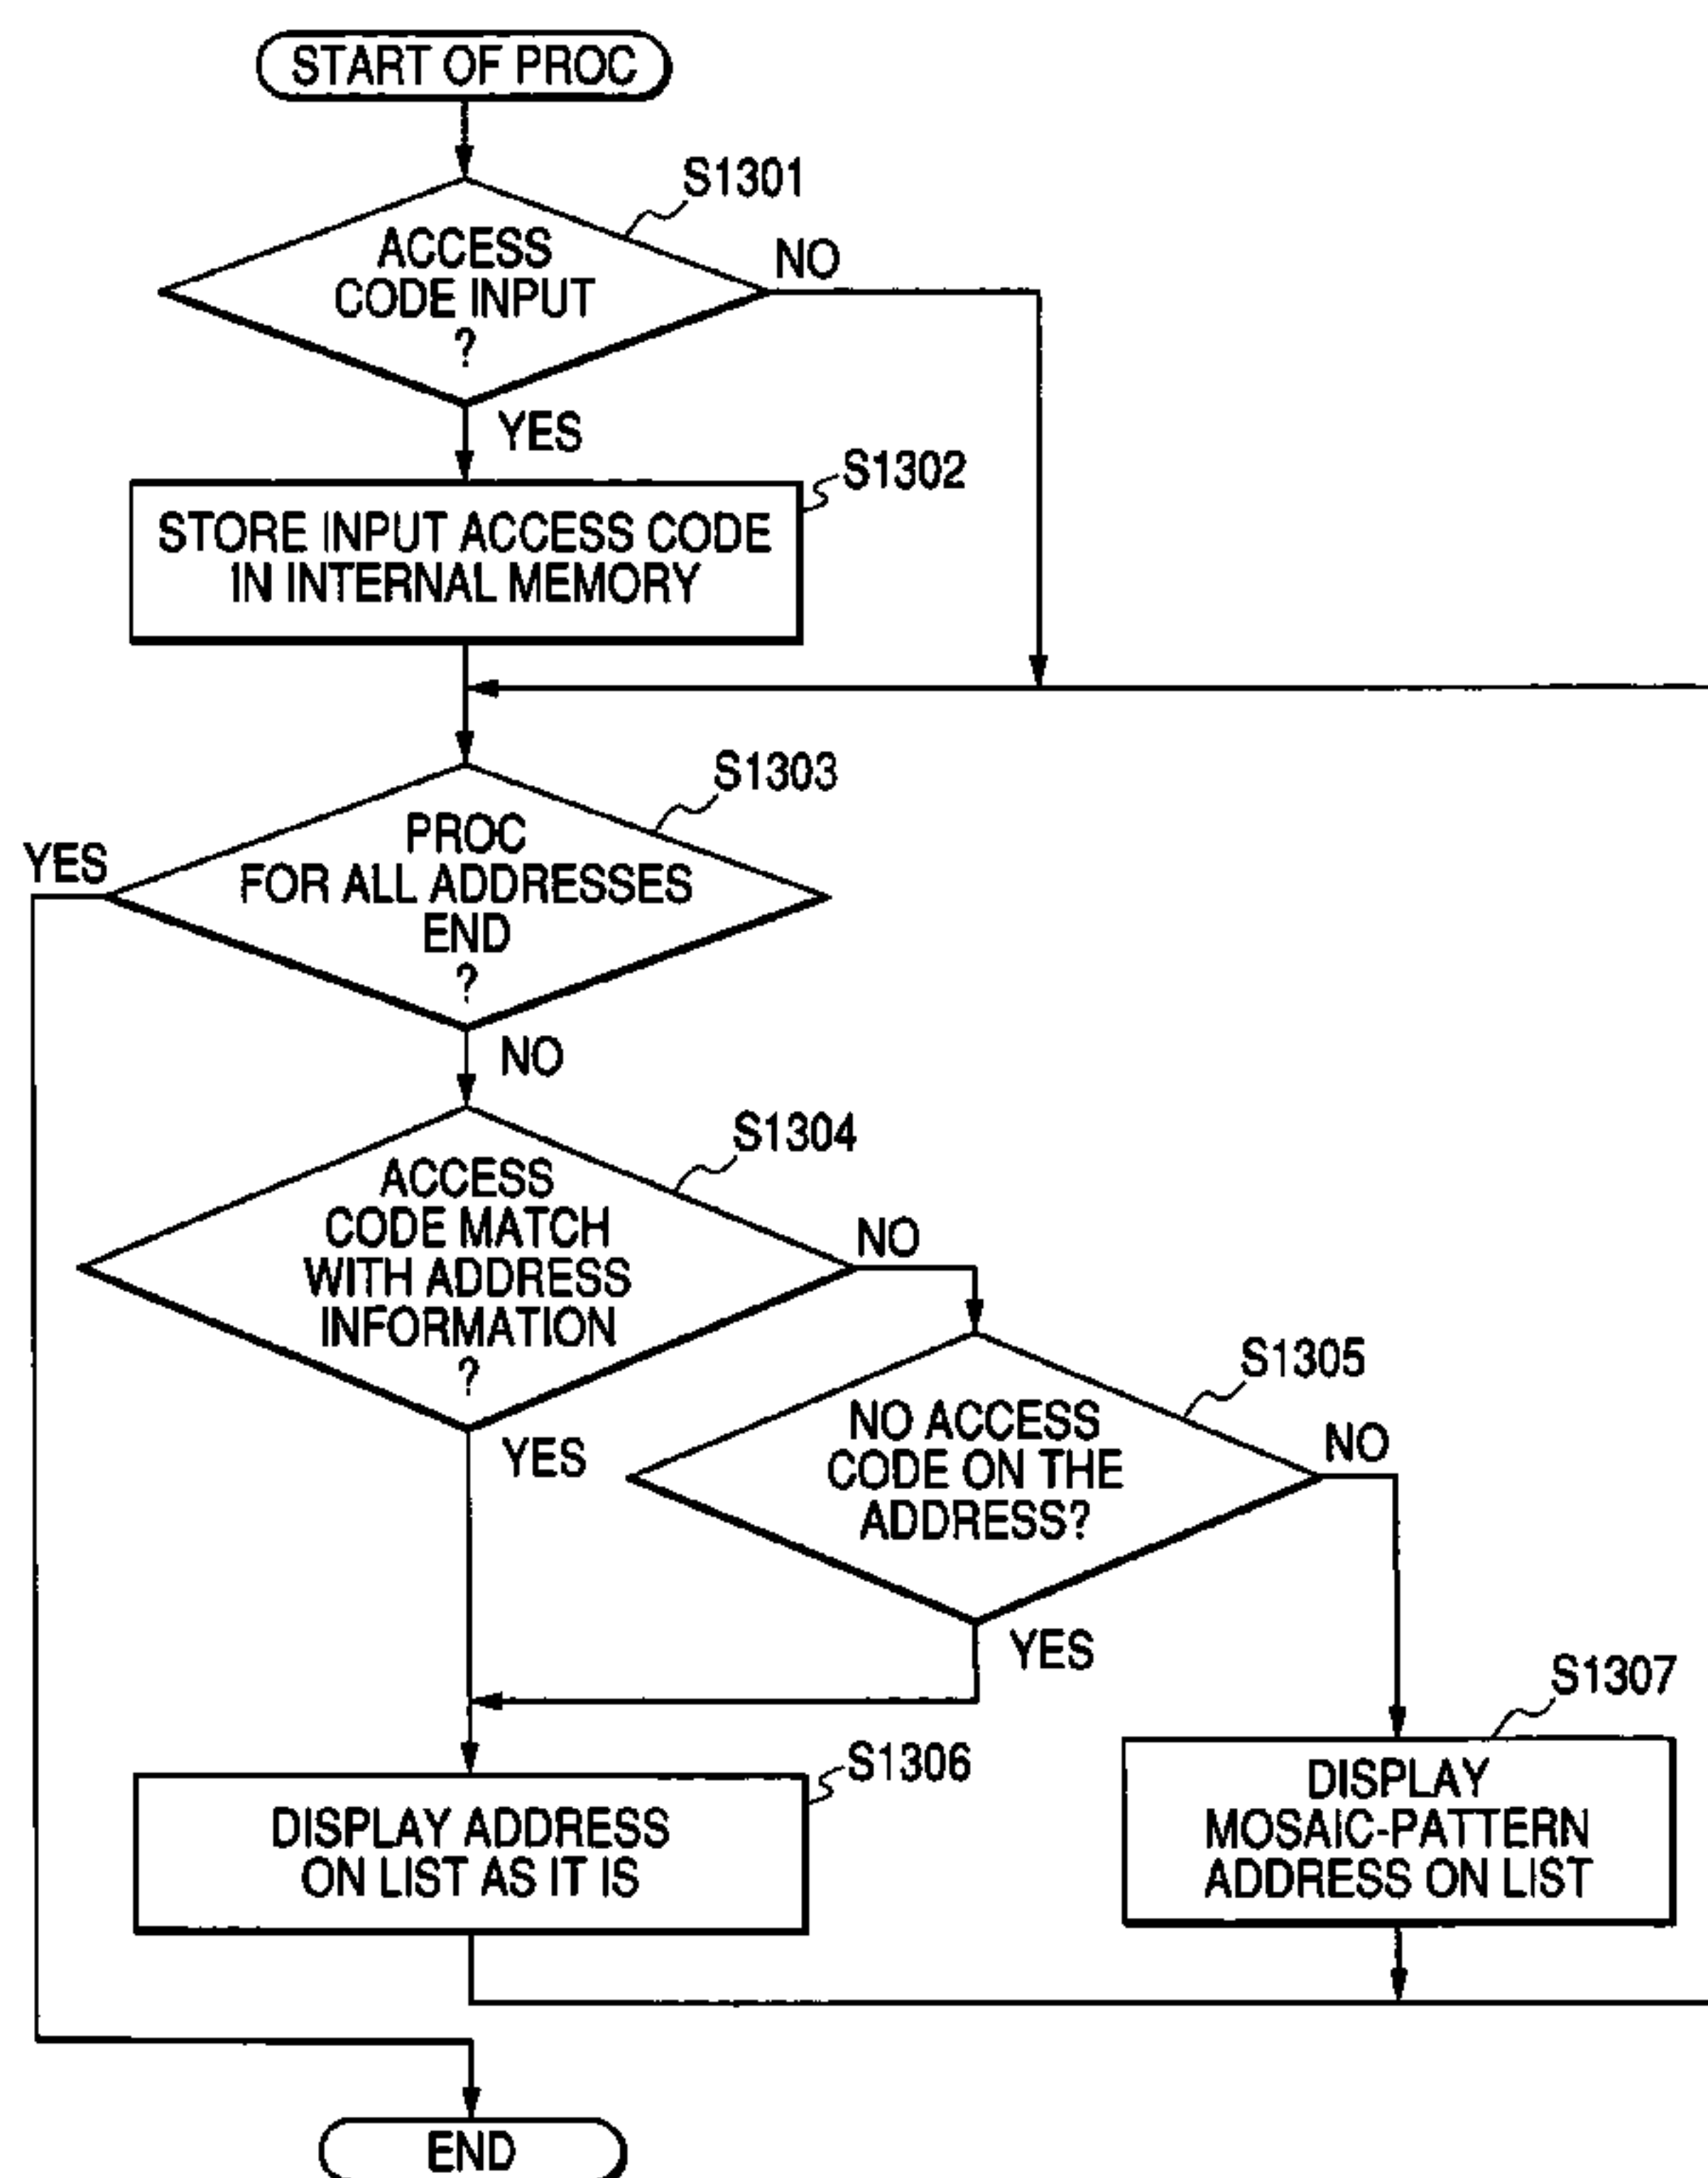 START OF PROC
S1301
ACCESS
CODE INPUT
?
NO
YES
S1302
STORE INPUT ACCESS CODE
IN INTERNAL MEMORY
S1303
PROC
FOR ALL ADDRESSES
END
?
YES
NO
S1304
ACCESS
CODE MATCH
WITH ADDRESS
INFORMATION
?
NO
YES
S1305
NO ACCESS
CODE ON THE
ADDRESS?
NO
YES
S1306
DISPLAY ADDRESS
ON LIST AS IT IS
S1307
DISPLAY
MOSAIC-PATTERN
ADDRESS ON LIST
END